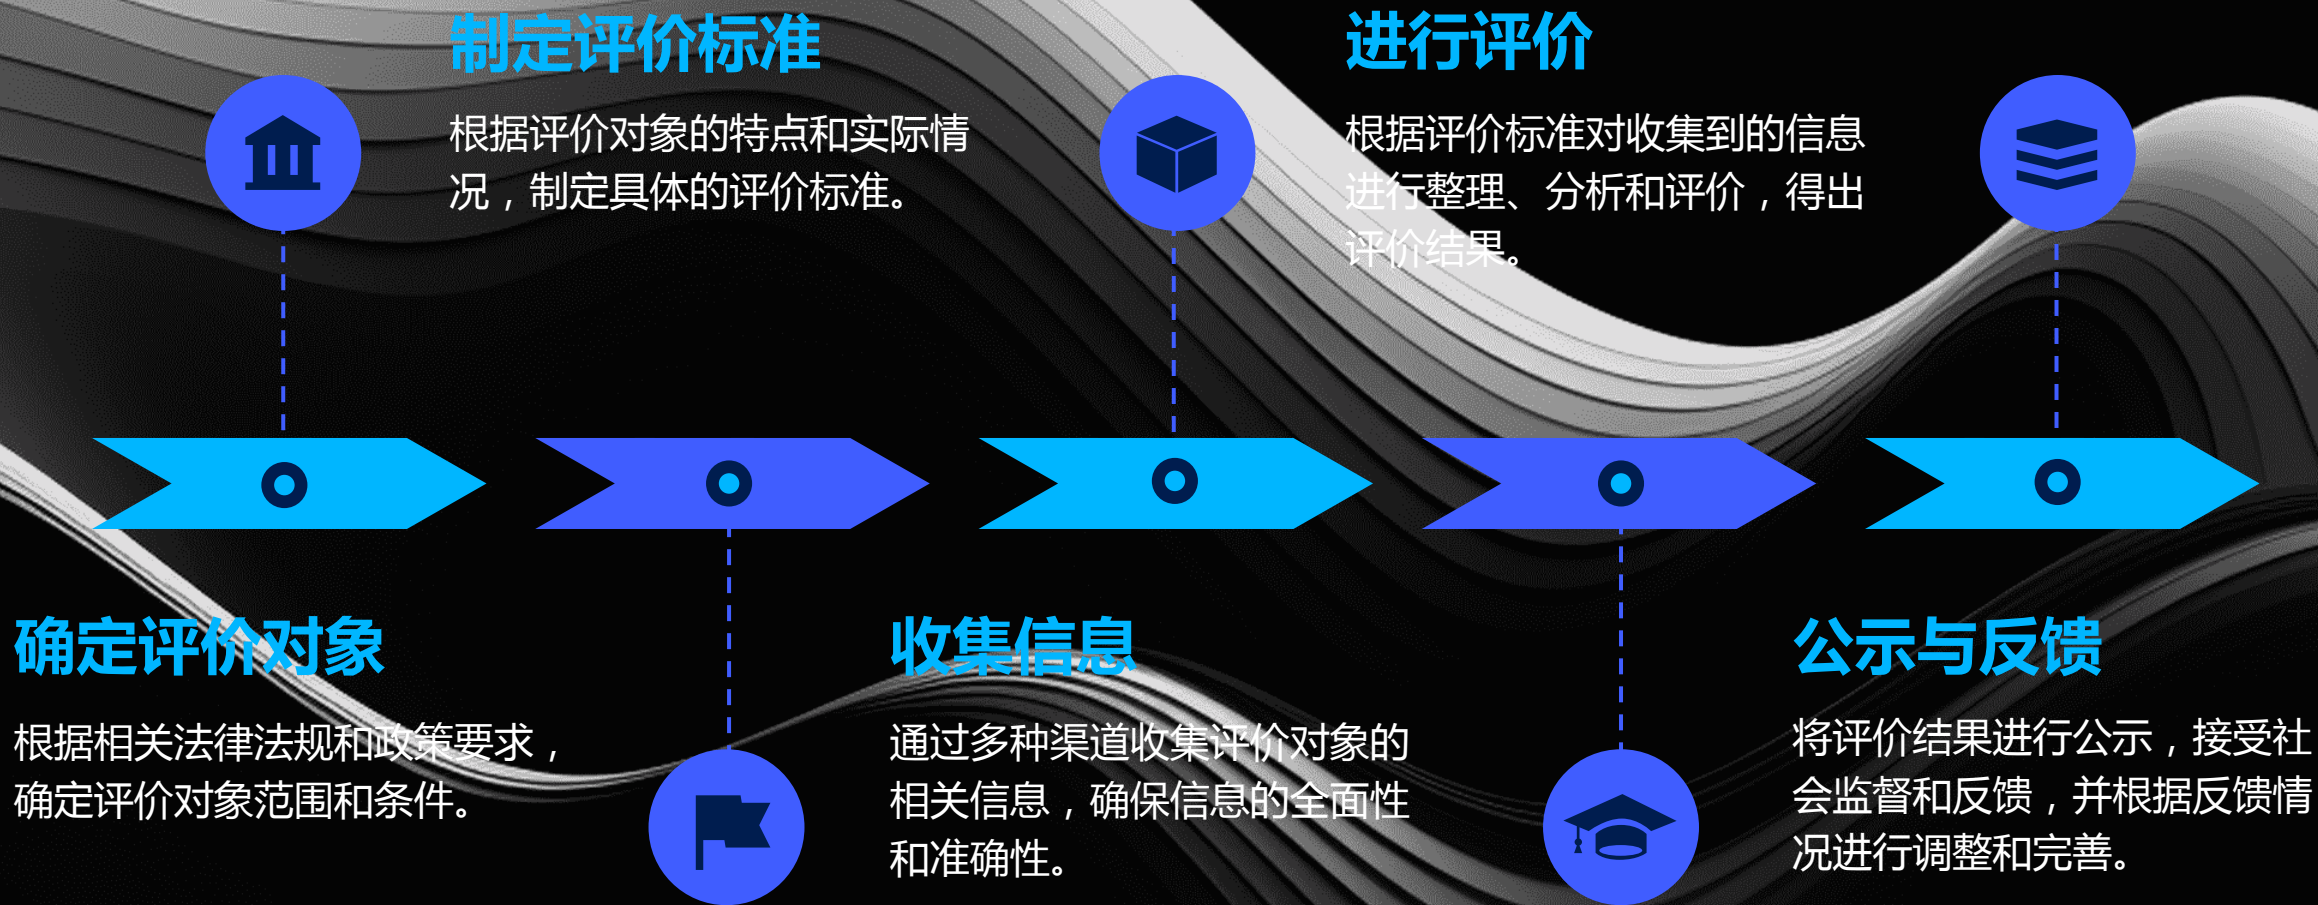 制定评价标准
根据评价对象的特点和实际情
况，制定具体的评价标准。
进行评价
根据评价标准对收集到的信息
进行整理、分析和评价，得出
评价结果。
确定评价对象
根据相关法律法规和政策要求，
确定评价对象范围和条件。
收集信息
通过多种渠道收集评价对象的
相关信息，确保信息的全面性
和准确性。
公示与反馈
将评价结果进行公示，接受社
会监督和反馈，并根据反馈情
况进行调整和完善。